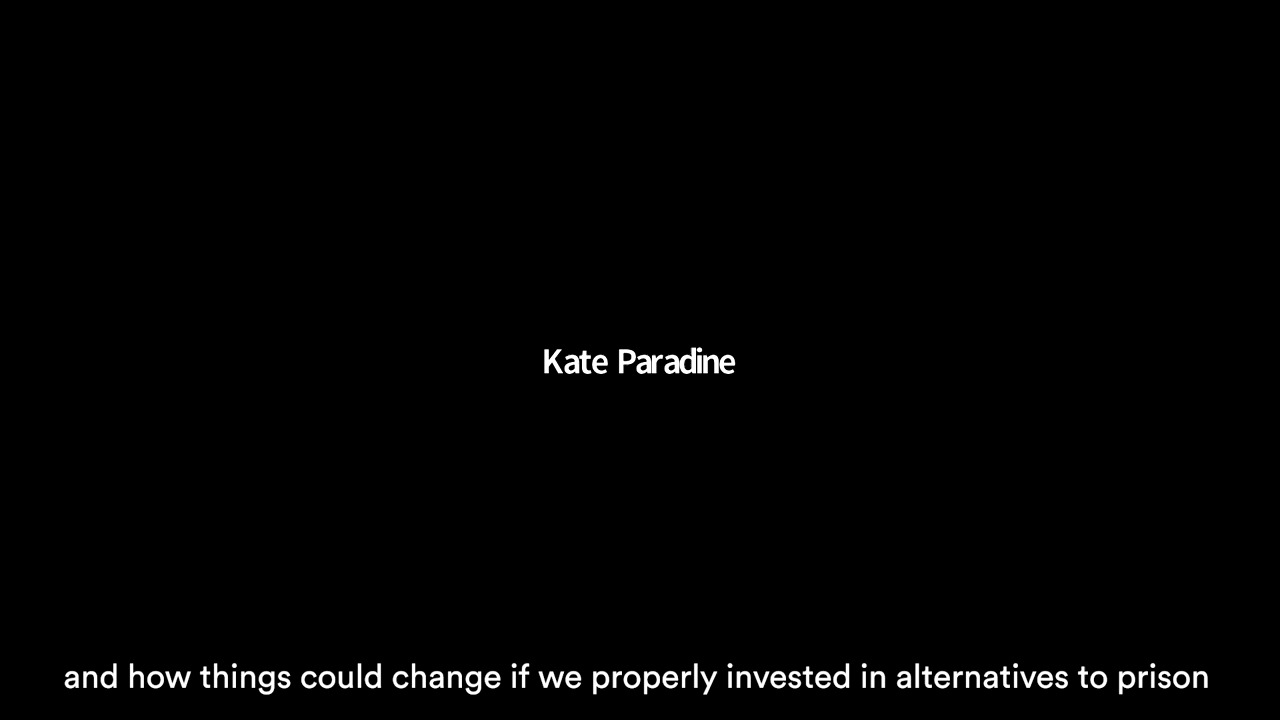 Kate Paradine
and how things could change if we properly invested in alternatives to prison